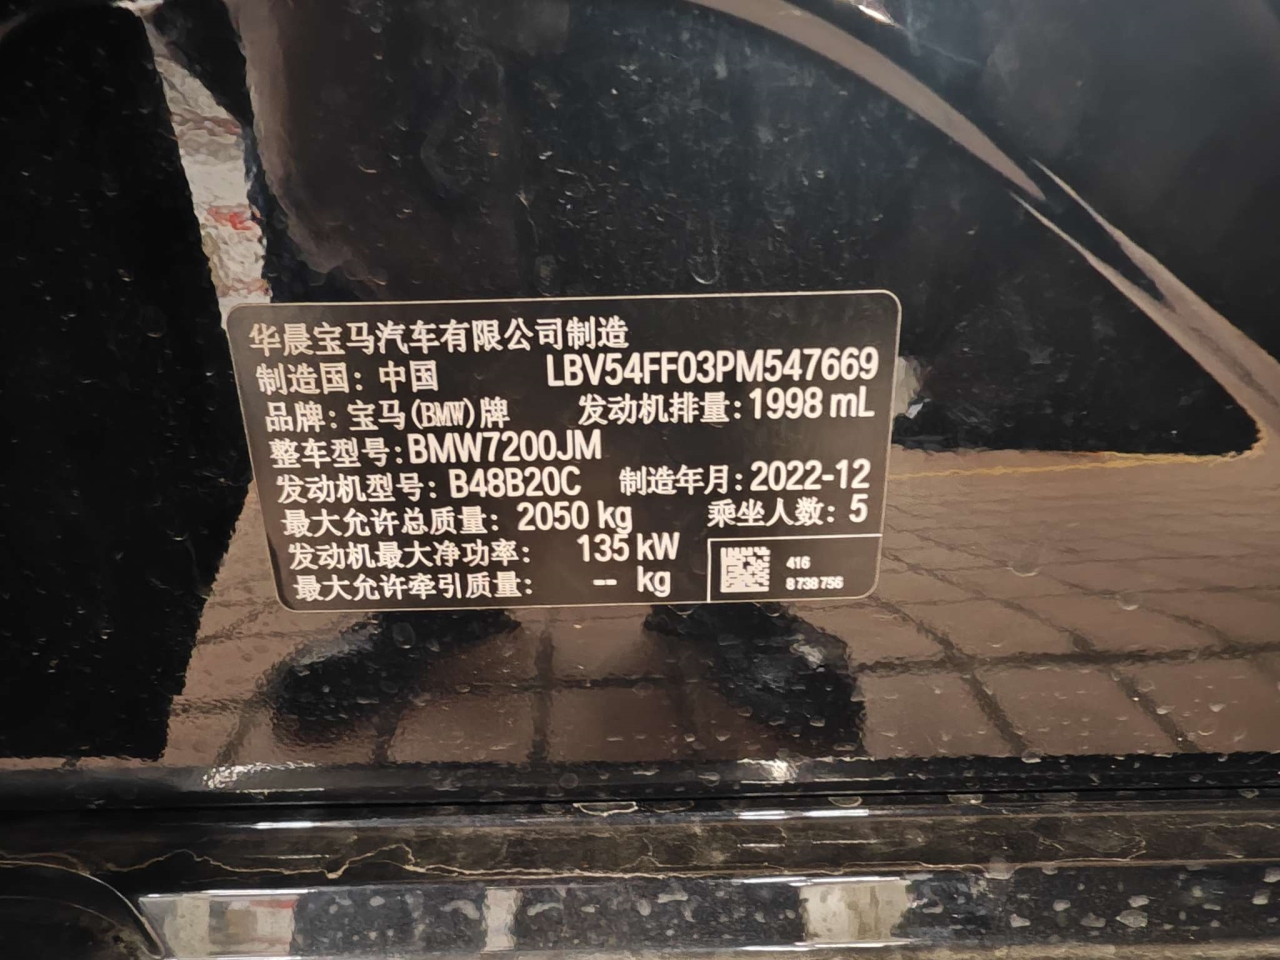 华晨宝马汽车有限公司制造
制造国: 中国 LBV54FF03PM547669
品牌: 宝马(BMW)牌 发动机排量: 1998 mL
整车型号: BMW7200JM
发动机型号: B48B20C 制造年月: 2022-12
最大允许总质量: 2050 kg 乘坐人数: 5
发动机最大净功率: 135 kW
最大允许牵引质量: -- kg
416
8 738 756